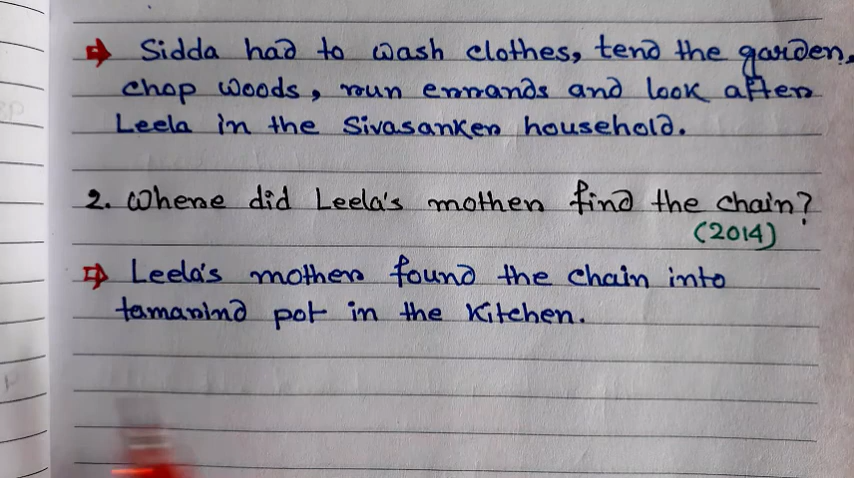 ⇒ Sidda had to wash clothes, tend the garden,
chop woods, run errands and look after
Leela in the Sivasanker household.
2. Where did Leela's mother find the chain?
(2014)
⇒ Leela's mother found the chain into
tamarind pot in the kitchen.